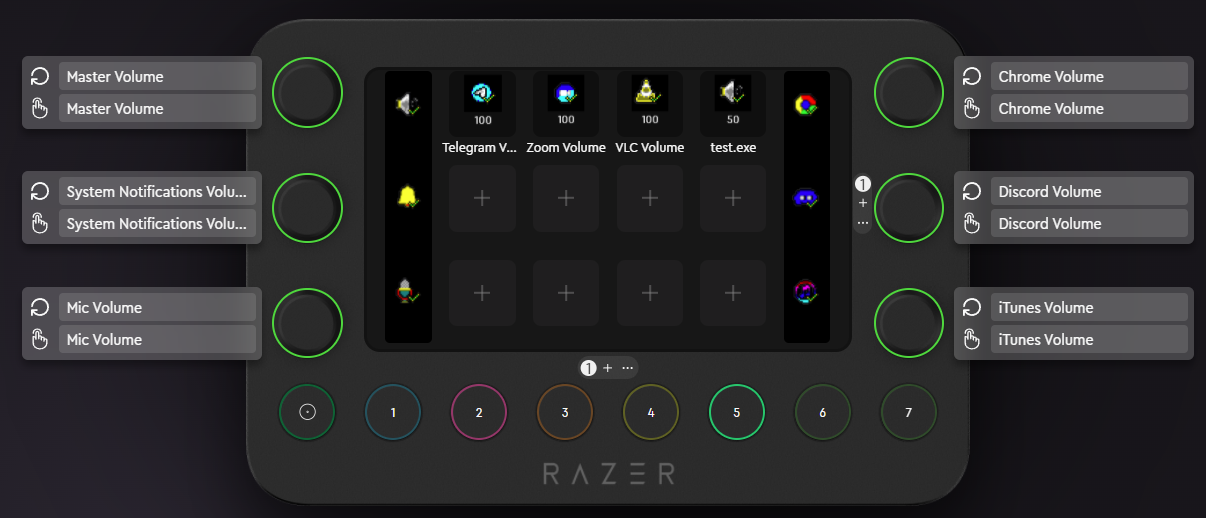 Master Volume
Master Volume
System Notifications Volu...
System Notifications Volu...
Mic Volume
Mic Volume
100
100
100
50
Telegram V...
Zoom Volume
VLC Volume
test.exe
Chrome Volume
Chrome Volume
Discord Volume
Discord Volume
iTunes Volume
iTunes Volume
1
+
...
1 + ...
1
2
3
4
5
6
7
RAZER